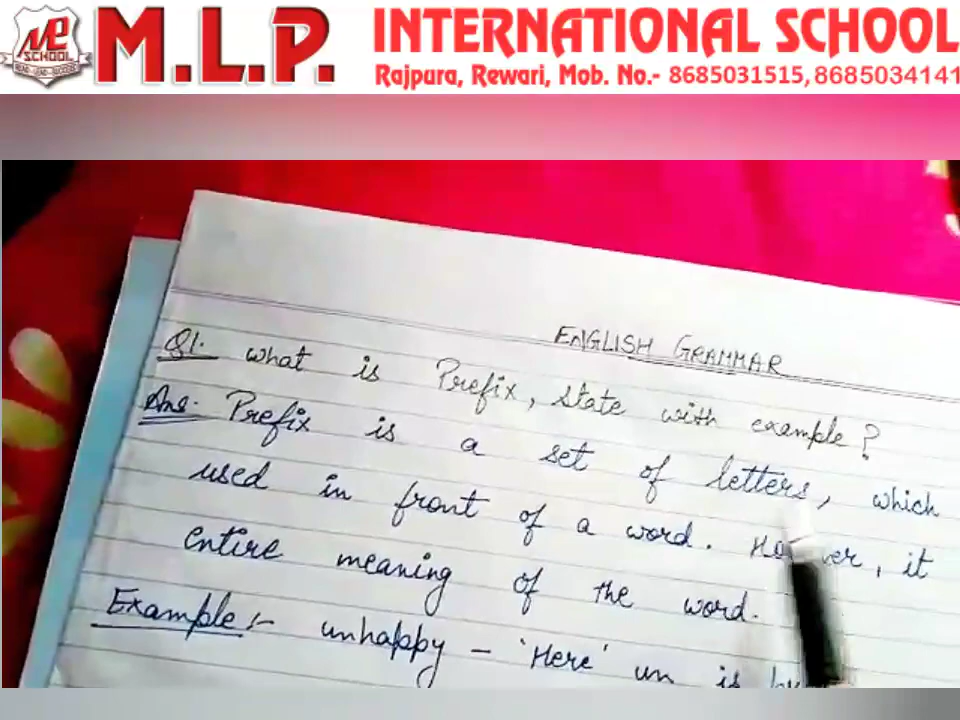 MLP
SCHOOL
M.L.P. INTERNATIONAL SCHOOL
Rajpura, Rewari, Mob. No.- 8685031515, 8685034141
ENGLISH GRAMMAR
Q1. What is Prefix, state with example?
Ans. Prefix is a set of letters, which
used in front of a word. it
entire meaning of the word.
Example :- unhappy - 'Here' un is